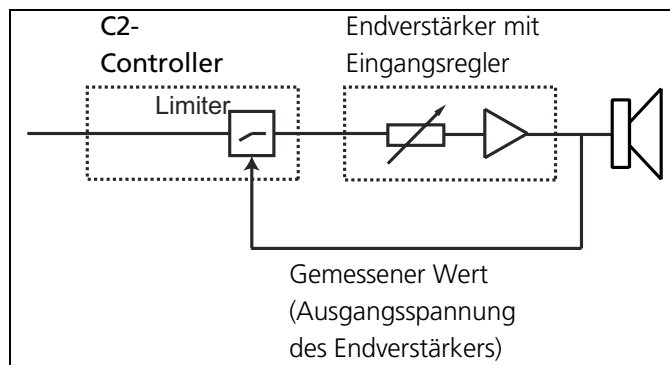 C2-
Controller
Endverstärker mit
Eingangsregler
Limiter
Gemessener Wert
(Ausgangsspannung
des Endverstärkers)